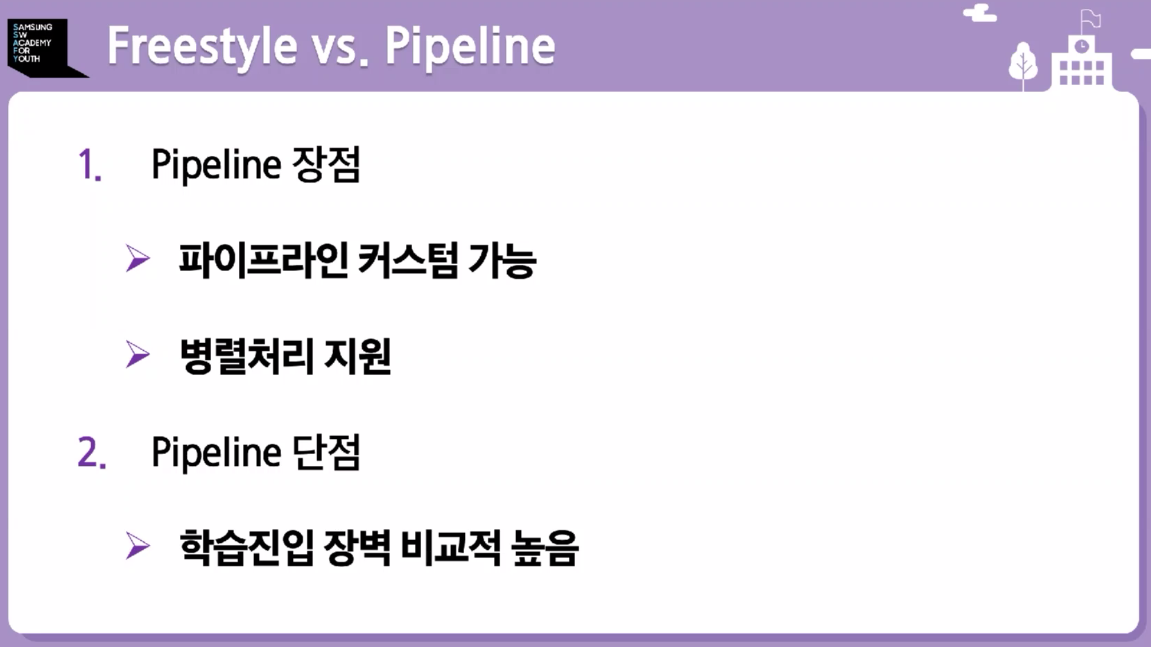 SAMSUNG
SW
ACADEMY
FOR
YOUTH
Freestyle vs. Pipeline
1. Pipeline 장점
파이프라인 커스텀 가능
병렬처리 지원
2. Pipeline 단점
학습진입 장벽 비교적 높음